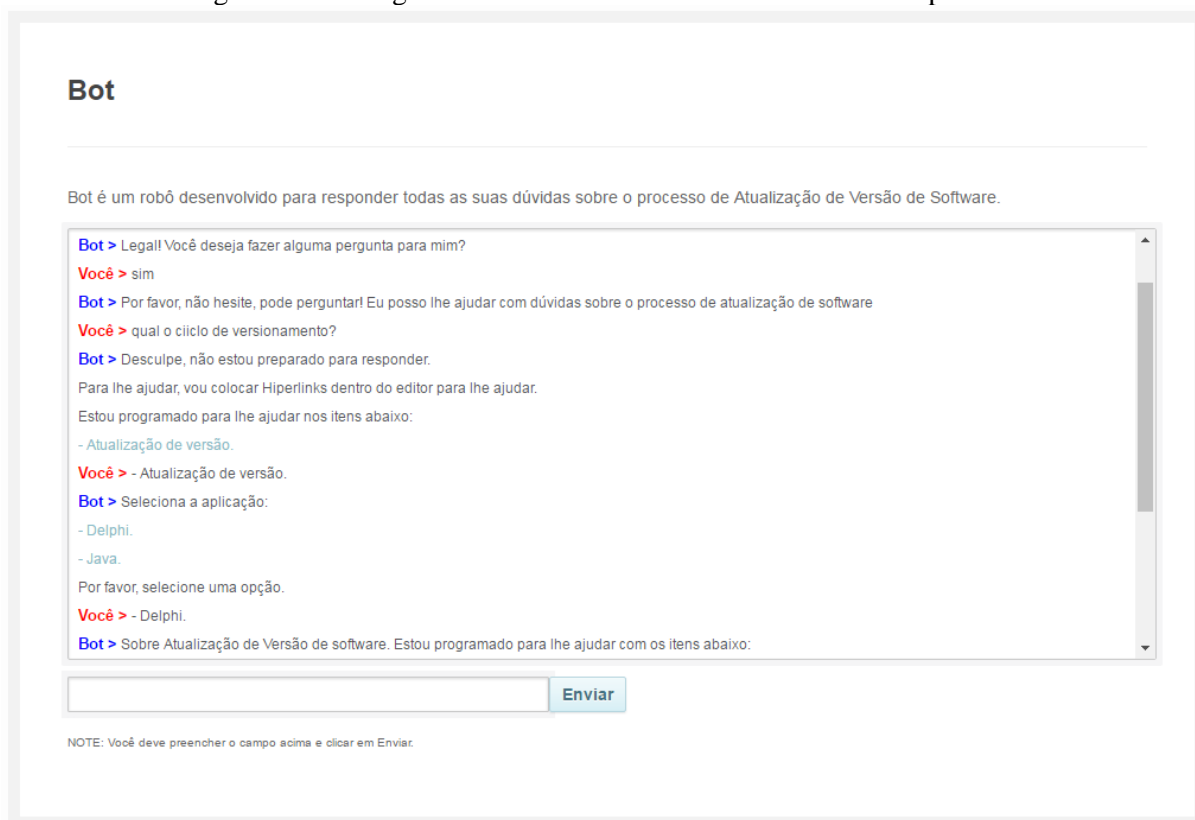 Bot
Bot é um robô desenvolvido para responder todas as suas dúvidas sobre o processo de Atualização de Versão de Software.
Bot > Legal! Você deseja fazer alguma pergunta para mim?
Você > sim
Bot > Por favor, não hesite, pode perguntar! Eu posso lhe ajudar com dúvidas sobre o processo de atualização de software
Você > qual o ciiclo de versionamento?
Bot > Desculpe, não estou preparado para responder.
Para lhe ajudar, vou colocar Hiperlinks dentro do editor para lhe ajudar.
Estou programado para lhe ajudar nos itens abaixo:
- Atualização de versão.
Você > - Atualização de versão.
Bot > Seleciona a aplicação:
- Delphi.
- Java.
Por favor, selecione uma opção.
Você > - Delphi.
Bot > Sobre Atualização de Versão de software. Estou programado para lhe ajudar com os itens abaixo:
Enviar
NOTE: Você deve preencher o campo acima e clicar em Enviar.